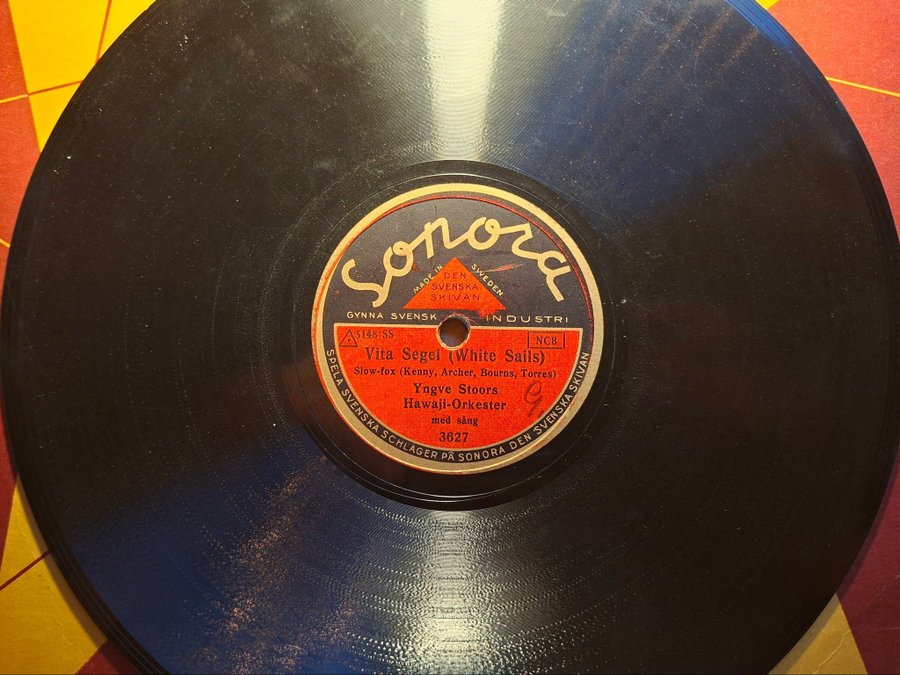 Sonora
MADE IN SWEDEN
DEN
SVENSKA
SKIVAN
GYNNA SVENSK INDUSTRI
5148 SS
NCB
Vita Segel (White Sails)
Slow-fox (Kenny, Archer, Bourns, Torres)
Yngve Stoors
Hawaji-Orkester
med sång
3627
SPELA SVENSKA SCHLAGER PÅ SONORA DEN SVENSKA SKIVAN